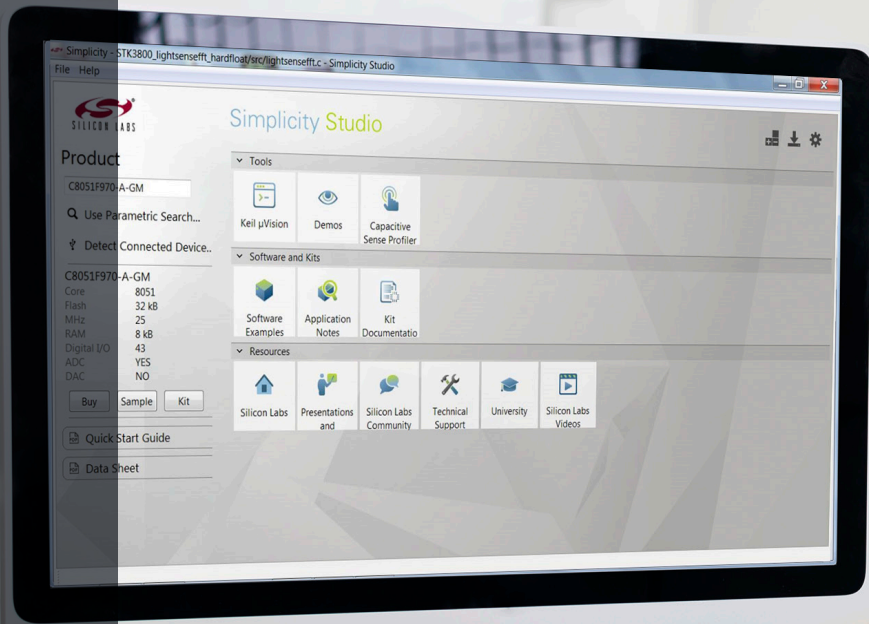 Simplicity - STK3800_lightsensefft_hardfloat/src/lightsensefft.c - Simplicity Studio
File Help
SILICON LABS
Simplicity Studio
Product
C8051F970-A-GM
Use Parametric Search...
Detect Connected Device..
C8051F970-A-GM
Core 8051
Flash 32 kB
MHz 25
RAM 8 kB
Digital I/O 43
ADC YES
DAC NO
Buy Sample Kit
Quick Start Guide
Data Sheet
Tools
Keil µVision
Demos
Capacitive
Sense Profiler
Software and Kits
Software
Examples
Application
Notes
Kit
Documentatio
Resources
Silicon Labs
Presentations
and
Silicon Labs
Community
Technical
Support
University
Silicon Labs
Videos